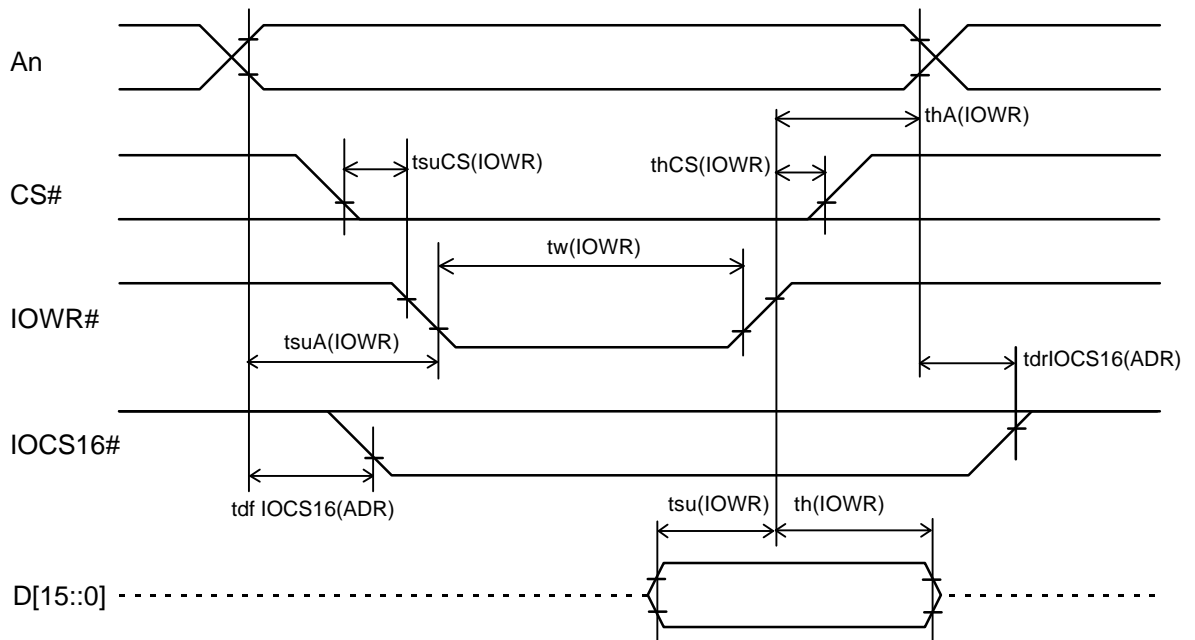 An
thA(IOWR)
tsuCS(IOWR)
thCS(IOWR)
CS#
tw(IOWR)
IOWR#
tsuA(IOWR)
tdrIOCS16(ADR)
IOCS16#
tdf IOCS16(ADR)
tsu(IOWR)
th(IOWR)
D[15::0]